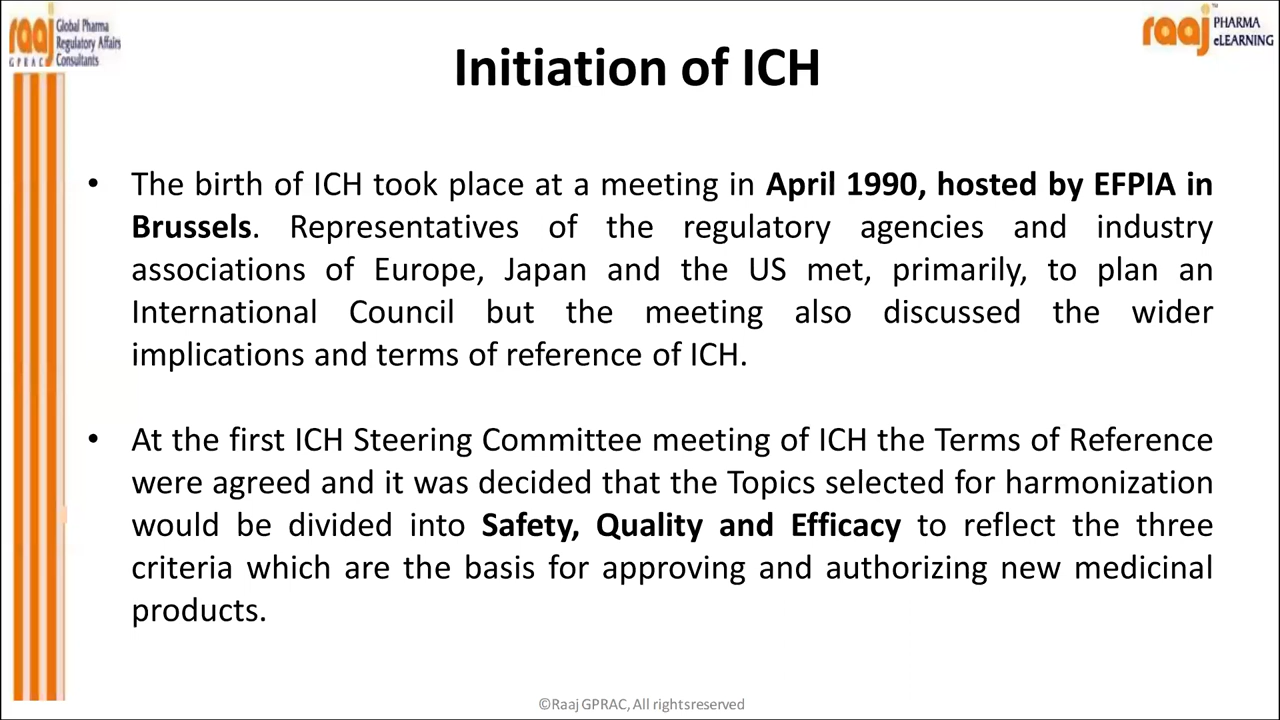 raaj
GPRAC
Global Pharma
Regulatory Affairs
Consultants
raaj™
PHARMA
eLEARNING
Initiation of ICH
• The birth of ICH took place at a meeting in April 1990, hosted by EFPIA in
Brussels. Representatives of the regulatory agencies and industry
associations of Europe, Japan and the US met, primarily, to plan an
International Council but the meeting also discussed the wider
implications and terms of reference of ICH.
• At the first ICH Steering Committee meeting of ICH the Terms of Reference
were agreed and it was decided that the Topics selected for harmonization
would be divided into Safety, Quality and Efficacy to reflect the three
criteria which are the basis for approving and authorizing new medicinal
products.
©Raaj GPRAC, All rightsreserved